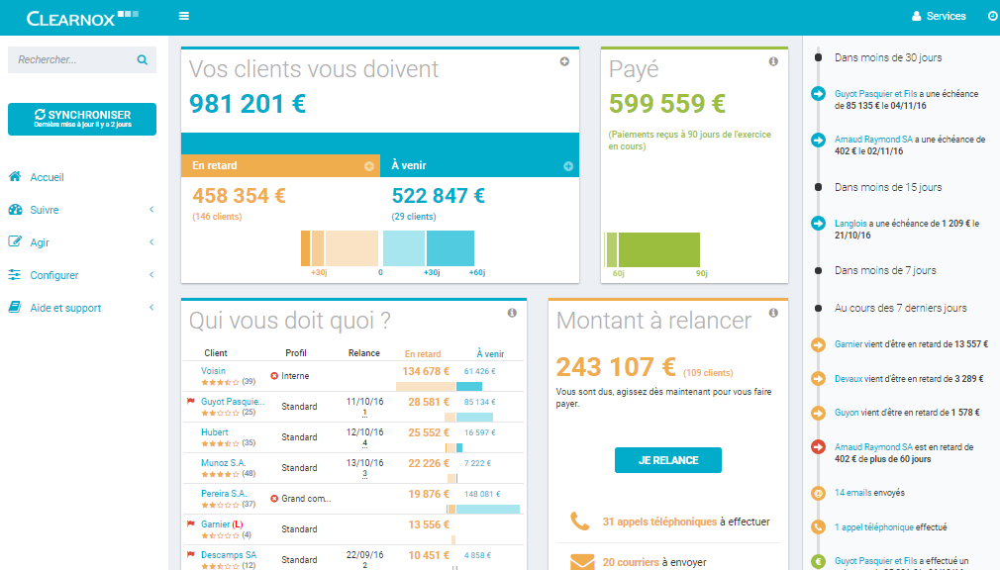 CLEARNOX
Services
Rechercher...
SYNCHRONISER
Dernière mise à jour il y a 2 jours
Accueil
Suivre
Agir
Configurer
Aide et support
Vos clients vous doivent
981 201 €
En retard
À venir
458 354 €
522 847 €
(146 clients)
(29 clients)
+30j
0
+30j
+60j
Payé
599 559 €
(Paiements reçus à 90 jours de l'exercice
en cours)
60j
90j
Qui vous doit quoi ?
Client Profil Relance En retard À venir
Voisin
(39)
Interne
134 678 €
61 426 €
Guyot Pasquie...
(25)
Standard
11/10/16
1
28 581 €
85 134 €
Hubert
(35)
Standard
12/10/16
4
25 552 €
16 597 €
Munoz S.A.
(48)
Standard
13/10/16
3
22 226 €
7 222 €
Pereira S.A.
(37)
Grand com...
19 876 €
148 081 €
Garnier (L)
(4)
Standard
13 556 €
Descamps SA
(12)
Standard
22/09/16
2
10 451 €
4 858 €
Montant à relancer
243 107 € (109 clients)
Vous sont dus, agissez dès maintenant pour vous faire
payer.
JE RELANCE
31 appels téléphoniques à effectuer
20 courriers à envoyer
Dans moins de 30 jours
Guyot Pasquier et Fils a une échéance
de 85 135 € le 04/11/16
Arnaud Raymond SA a une échéance de
402 € le 02/11/16
Dans moins de 15 jours
Langlois a une échéance de 1 209 € le
21/10/16
Dans moins de 7 jours
Au cours des 7 derniers jours
Garnier vient d'être en retard de 13 557 €
Devaux vient d'être en retard de 3 289 €
Guyon vient d'être en retard de 1 578 €
Arnaud Raymond SA est en retard de
402 € de plus de 60 jours
14 emails envoyés
1 appel téléphonique effectué
Guyot Pasquier et Fils a effectué un